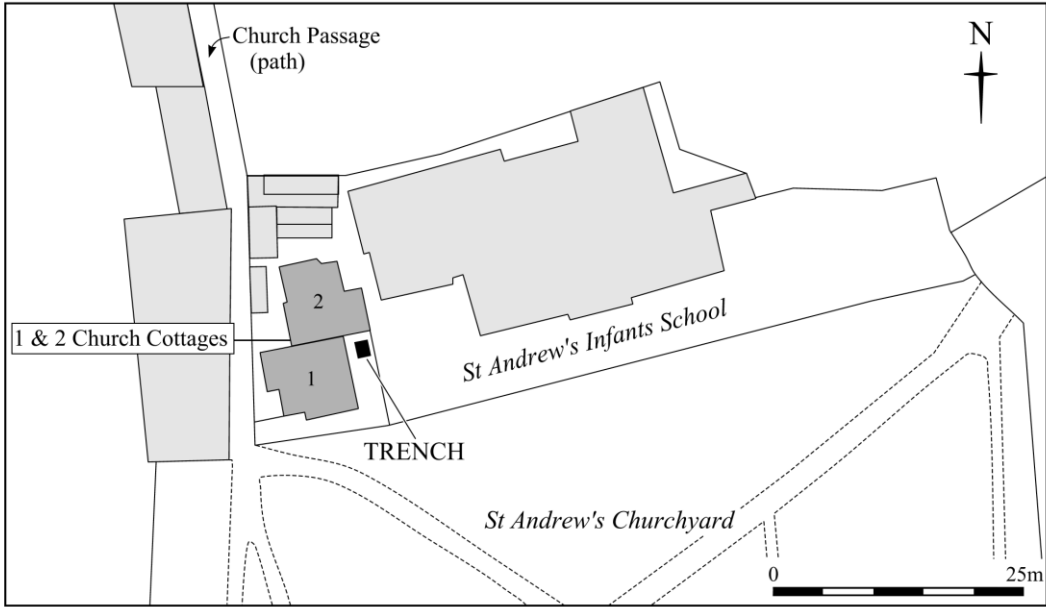 Church Passage
(path)
N
2
1 & 2 Church Cottages
St Andrew's Infants School
1
TRENCH
St Andrew's Churchyard
0
25m